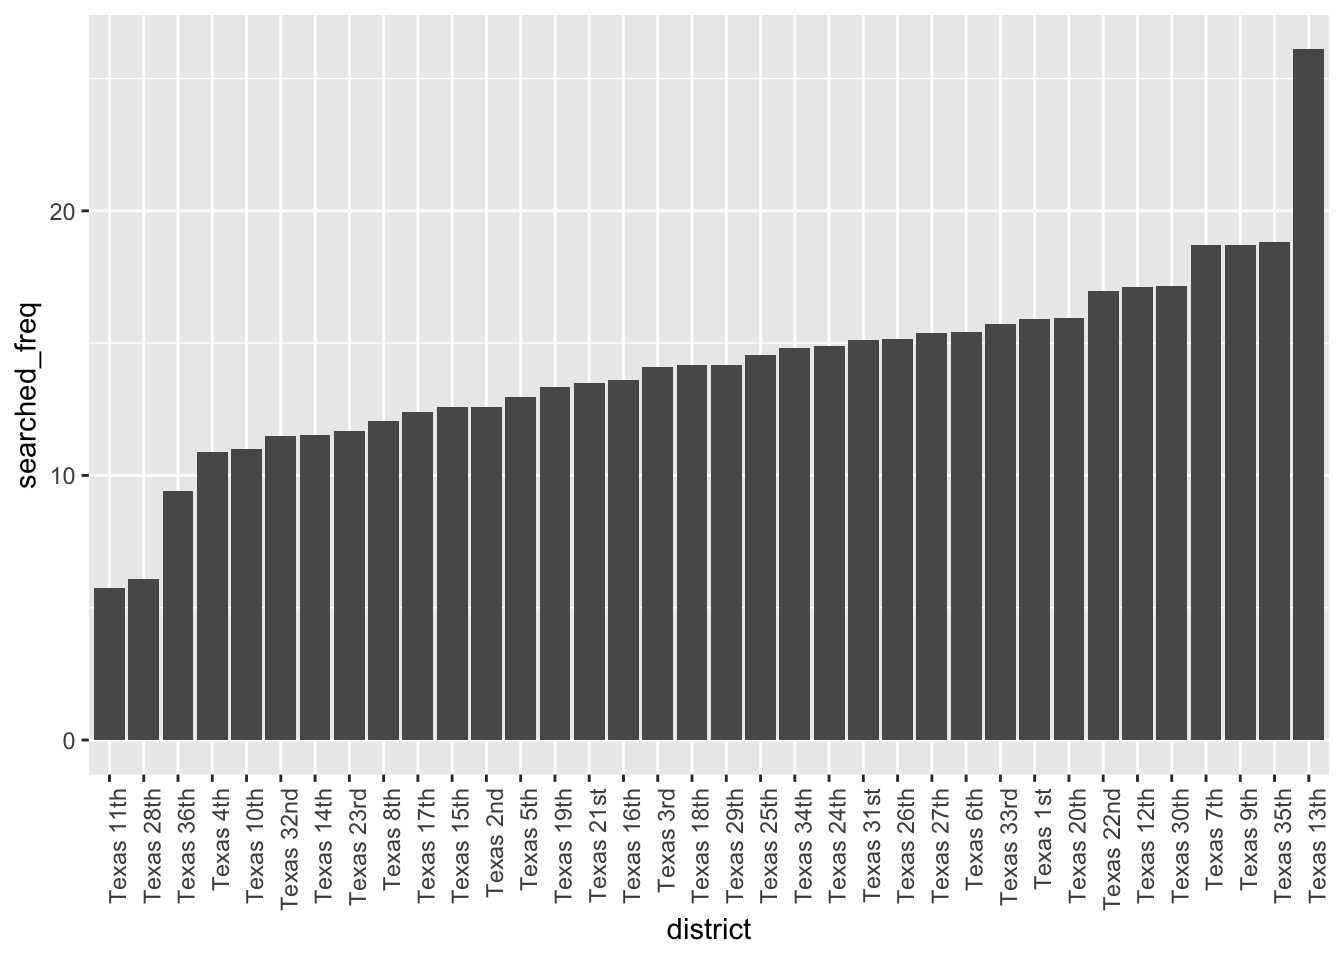 searched_freq
20
10
0
Texas 11th
Texas 28th
Texas 36th
Texas 4th
Texas 10th
Texas 32nd
Texas 14th
Texas 23rd
Texas 8th
Texas 17th
Texas 15th
Texas 2nd
Texas 5th
Texas 19th
Texas 21st
Texas 16th
Texas 3rd
Texas 18th
Texas 29th
Texas 25th
Texas 34th
Texas 24th
Texas 31st
Texas 26th
Texas 27th
Texas 6th
Texas 33rd
Texas 1st
Texas 20th
Texas 22nd
Texas 12th
Texas 30th
Texas 7th
Texas 9th
Texas 35th
Texas 13th
district